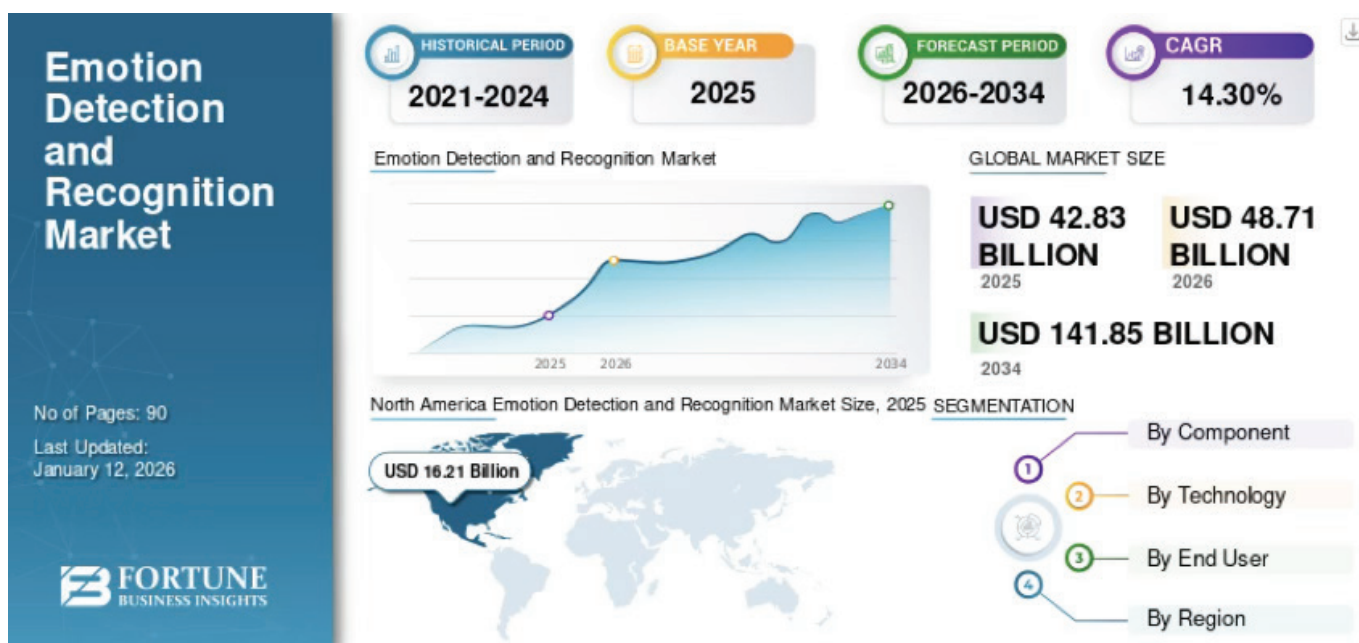 Emotion
Detection
and
Recognition
Market
No of Pages: 90
Last Updated:
January 12, 2026
FORTUNE
BUSINESS INSIGHTS
HISTORICAL PERIOD
2021-2024
BASE YEAR
2025
FORECAST PERIOD
2026-2034
CAGR
14.30%
Emotion Detection and Recognition Market
2025 2026 2034
GLOBAL MARKET SIZE
USD 42.83
BILLION
2025
USD 48.71
BILLION
2026
USD 141.85 BILLION
2034
North America Emotion Detection and Recognition Market Size, 2025
USD 16.21 Billion
SEGMENTATION
1 By Component
2 By Technology
3 By End User
4 By Region